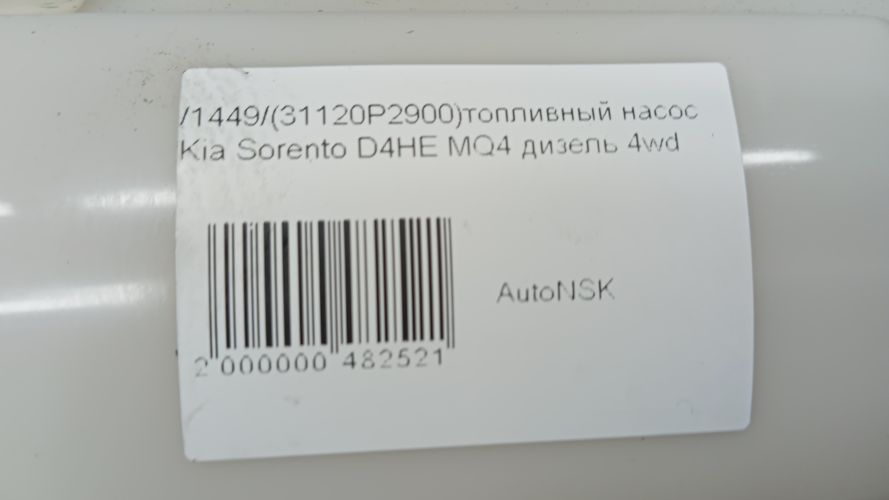 /1449/(31120P2900)топливный насос
Kia Sorento D4HE MQ4 дизель 4wd
AutoNSK
2 000000 482521